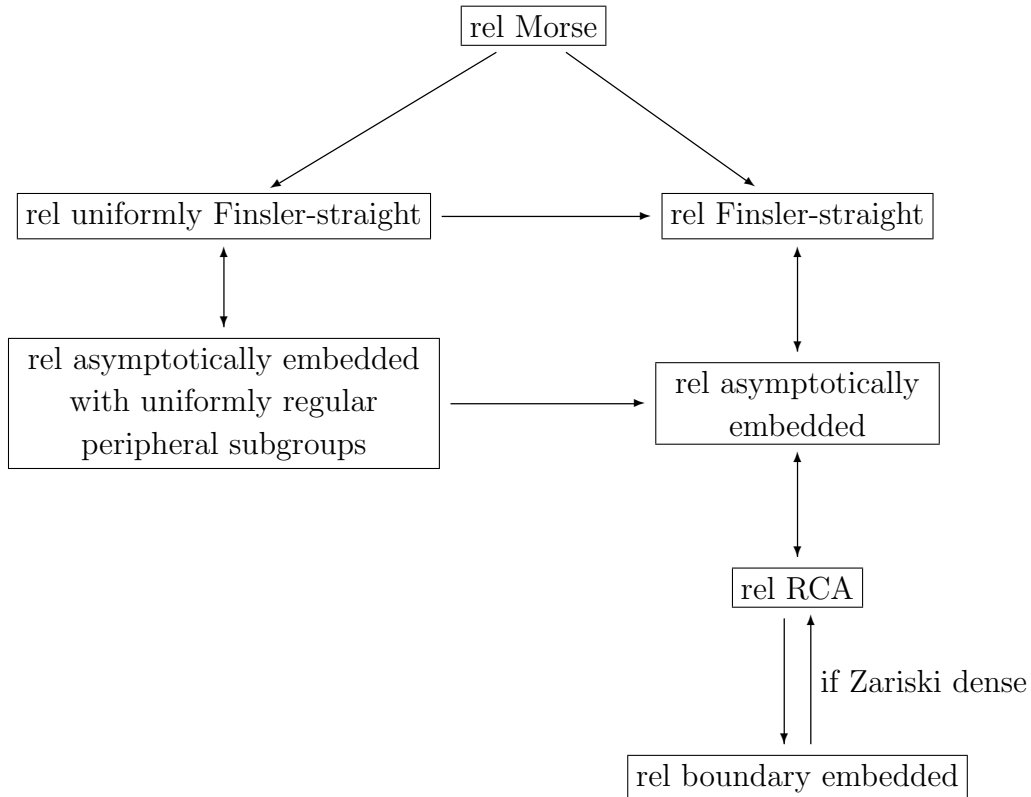 rel Morse
rel uniformly Finsler-straight
rel Finsler-straight
rel asymptotically embedded
with uniformly regular
peripheral subgroups
rel asymptotically
embedded
rel RCA
if Zariski dense
rel boundary embedded